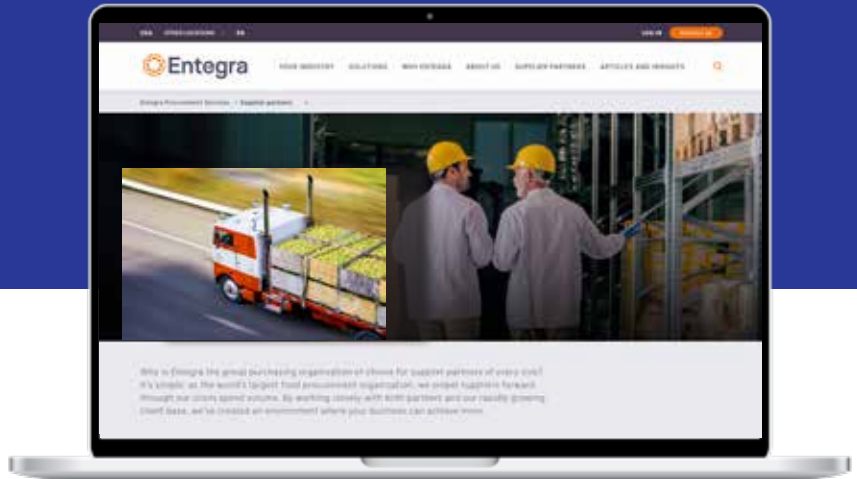 USA OTHER LOCATIONS EN LOG IN CONTACT US
Entegra
YOUR INDUSTRY SOLUTIONS WHY ENTEGRA ABOUT US SUPPLIER PARTNERS ARTICLES AND INSIGHTS
Entegra Procurement Services Supplier partners
Why is Entegra the group purchasing organization of choice for supplier partners of every size?
It's simple: as the world's largest food procurement organization, we propel suppliers forward
through our client spend volume. By working closely with partners and our rapidly growing
client base, we've created an environment where your business can achieve more.